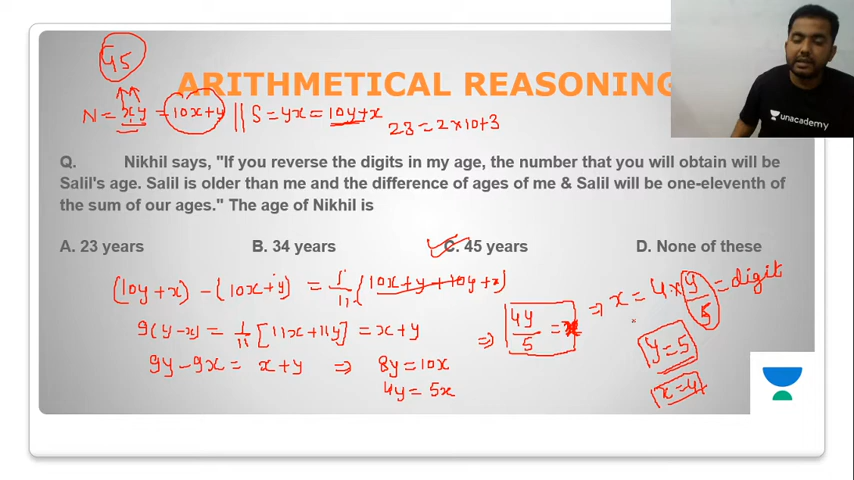 45
ARITHMETICAL REASONING
N = xy = 10x+y || S = yx = 10y+x
23 = 2×10+3
unacademy
Q. Nikhil says, "If you reverse the digits in my age, the number that you will obtain will be
Salil's age. Salil is older than me and the difference of ages of me & Salil will be one-eleventh of
the sum of our ages." The age of Nikhil is
A. 23 years B. 34 years C. 45 years D. None of these
(10y+x) - (10x+y) = 1/11 (10x+y+10y+x)
9(y-x) = 1/11 [11x+11y] = x+y
9y-9x = x+y ⇒ 8y = 10x
4y = 5x
⇒ 4y/5 = x ⇒ x = 4× y/5 = digit
y=5
x=4